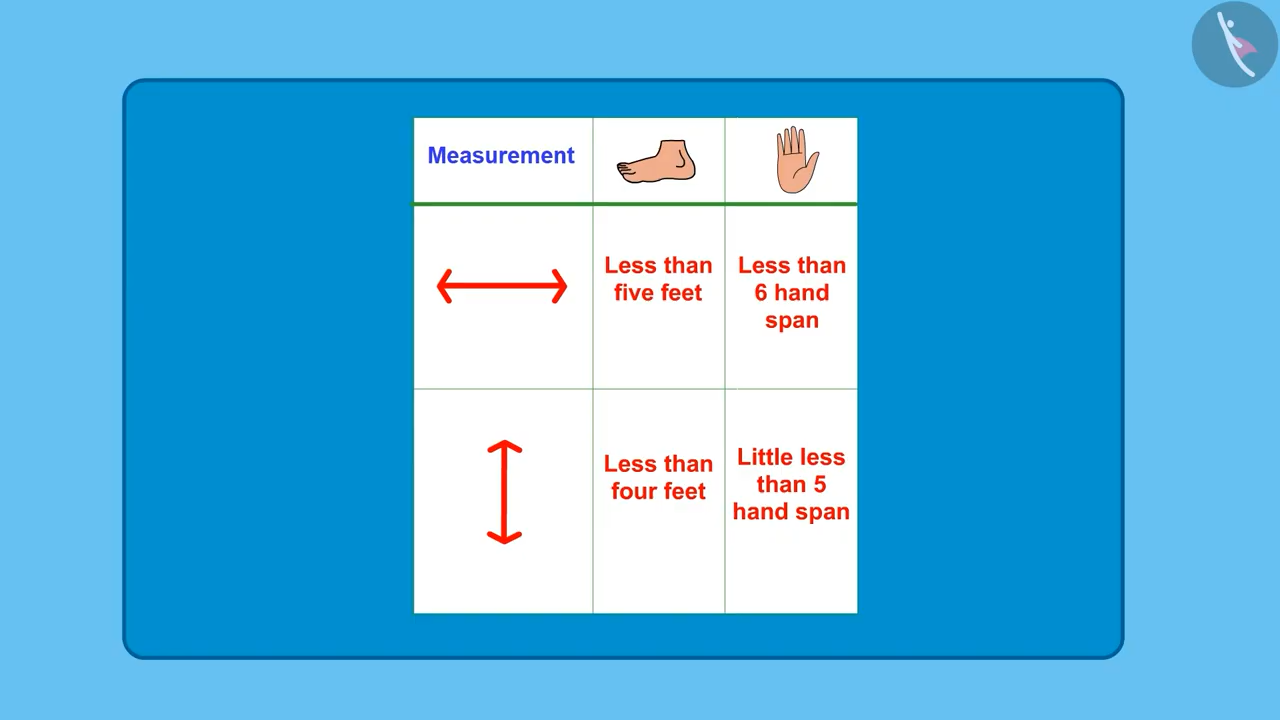 Measurement
Less than
five feet
Less than
6 hand
span
Less than
four feet
Little less
than 5
hand span